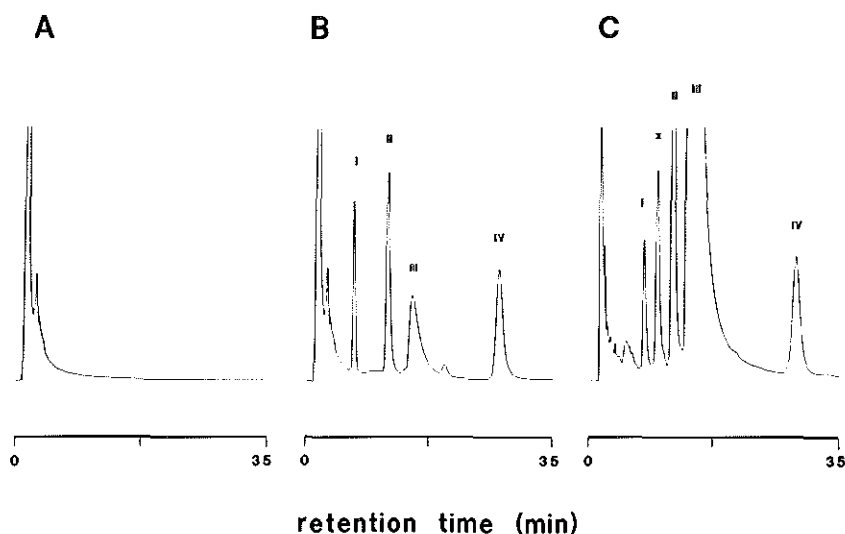 A B C
I II III IV
I X II III IV
0 35 0 35 0 35
retention time (min)